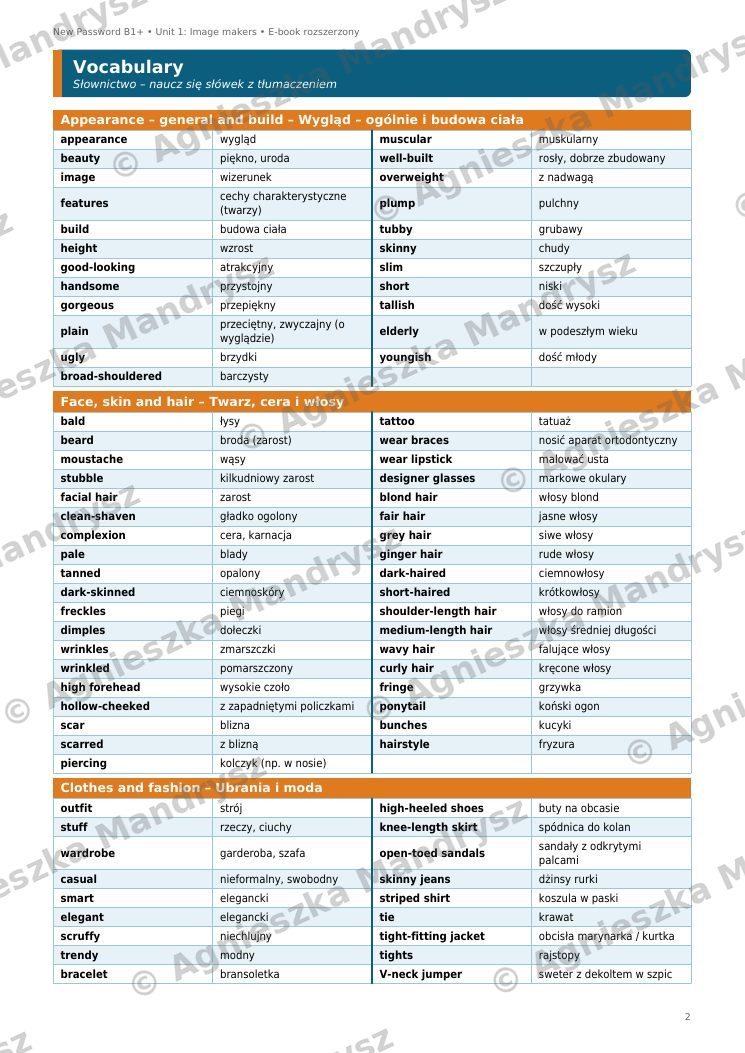 New Password B1+ • Unit 1: Image makers • E-book rozszerzony
Vocabulary
Słownictwo – naucz się słówek z tłumaczeniem
Appearance – general and build – Wygląd – ogólnie i budowa ciała
appearance wygląd muscular muskularny
beauty piękno, uroda well-built rosły, dobrze zbudowany
image wizerunek overweight z nadwagą
features cechy charakterystyczne (twarzy) plump pulchny
build budowa ciała tubby grubawy
height wzrost skinny chudy
good-looking atrakcyjny slim szczupły
handsome przystojny short niski
gorgeous przepiękny tallish dość wysoki
plain przeciętny, zwyczajny (o wyglądzie) elderly w podeszłym wieku
ugly brzydki youngish dość młody
broad-shouldered barczysty
Face, skin and hair – Twarz, cera i włosy
bald łysy tattoo tatuaż
beard broda (zarost) wear braces nosić aparat ortodontyczny
moustache wąsy wear lipstick malować usta
stubble kilkudniowy zarost designer glasses markowe okulary
facial hair zarost blond hair włosy blond
clean-shaven gładko ogolony fair hair jasne włosy
complexion cera, karnacja grey hair siwe włosy
pale blady ginger hair rude włosy
tanned opalony dark-haired ciemnowłosy
dark-skinned ciemnoskóry short-haired krótkowłosy
freckles piegi shoulder-length hair włosy do ramion
dimples dołeczki medium-length hair włosy średniej długości
wrinkles zmarszczki wavy hair falujące włosy
wrinkled pomarszczony curly hair kręcone włosy
high forehead wysokie czoło fringe grzywka
hollow-cheeked z zapadniętymi policzkami ponytail koński ogon
scar blizna bunches kucyki
scarred z blizną hairstyle fryzura
piercing kolczyk (np. w nosie)
Clothes and fashion – Ubrania i moda
outfit strój high-heeled shoes buty na obcasie
stuff rzeczy, ciuchy knee-length skirt spódnica do kolan
wardrobe garderoba, szafa open-toed sandals sandały z odkrytymi palcami
casual nieformalny, swobodny skinny jeans dżinsy rurki
smart elegancki striped shirt koszula w paski
elegant elegancki tie krawat
scruffy niechlujny tight-fitting jacket obcisła marynarka / kurtka
trendy modny tights rajstopy
bracelet bransoletka V-neck jumper sweter z dekoltem w szpic
2
© Agnieszka Mandrysz